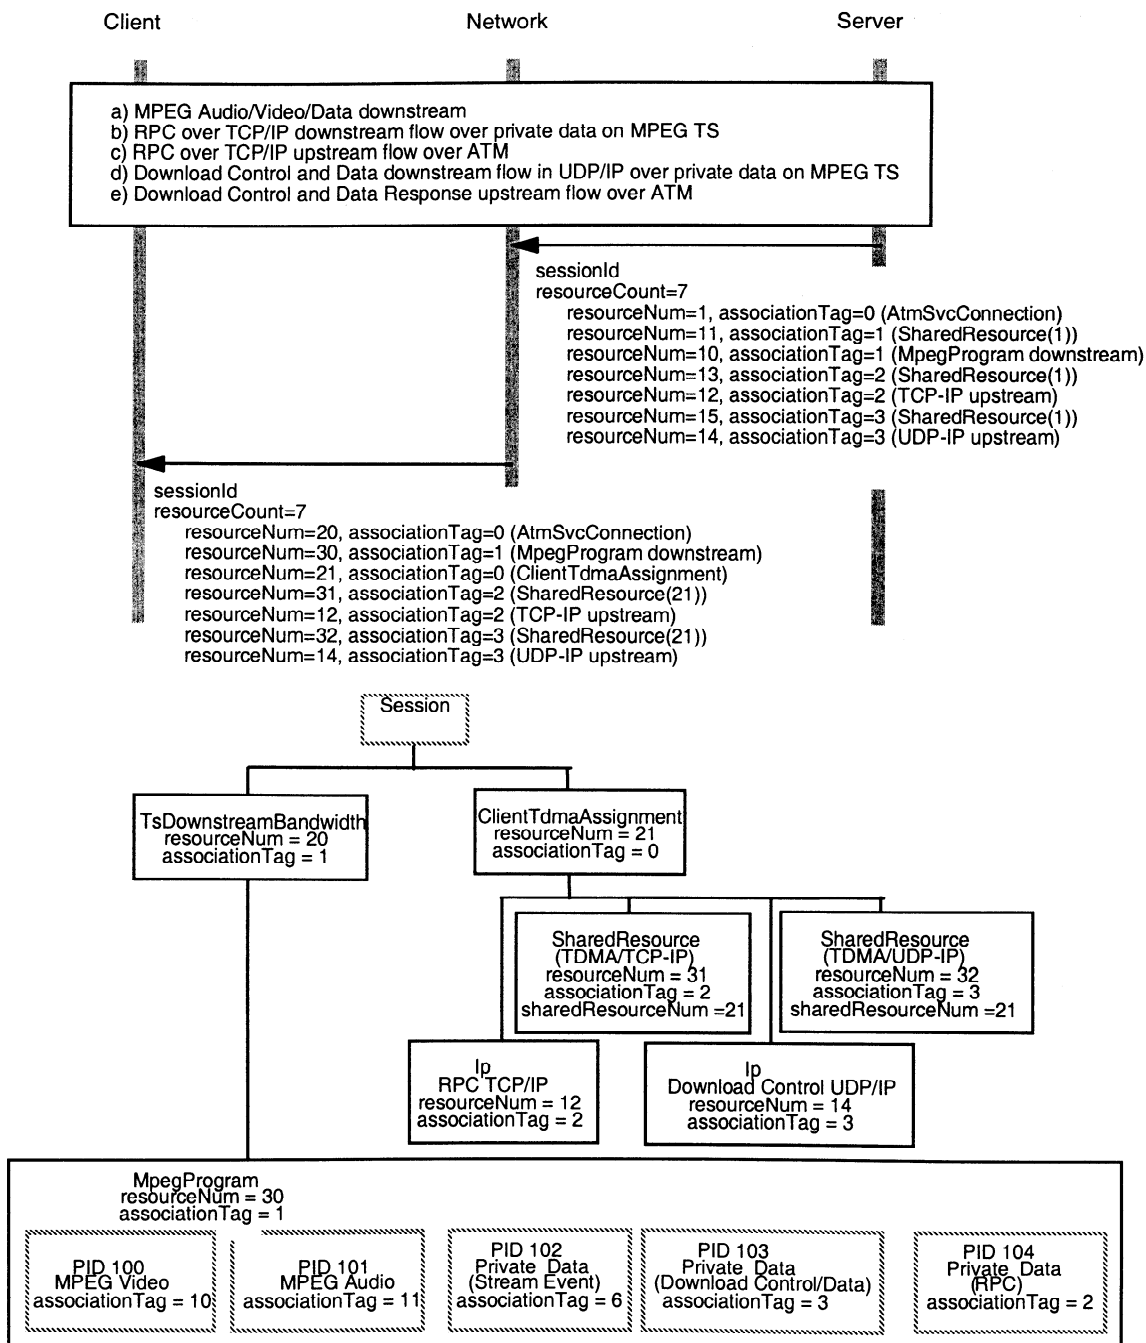 Client
Network
Server
a) MPEG Audio/Video/Data downstream
b) RPC over TCP/IP downstream flow over private data on MPEG TS
c) RPC over TCP/IP upstream flow over ATM
d) Download Control and Data downstream flow in UDP/IP over private data on MPEG TS
e) Download Control and Data Response upstream flow over ATM
sessionId
resourceCount=7
resourceNum=1, associationTag=0 (AtmSvcConnection)
resourceNum=11, associationTag=1 (SharedResource(1))
resourceNum=10, associationTag=1 (MpegProgram downstream)
resourceNum=13, associationTag=2 (SharedResource(1))
resourceNum=12, associationTag=2 (TCP-IP upstream)
resourceNum=15, associationTag=3 (SharedResource(1))
resourceNum=14, associationTag=3 (UDP-IP upstream)
sessionId
resourceCount=7
resourceNum=20, associationTag=0 (AtmSvcConnection)
resourceNum=30, associationTag=1 (MpegProgram downstream)
resourceNum=21, associationTag=0 (ClientTdmaAssignment)
resourceNum=31, associationTag=2 (SharedResource(21))
resourceNum=12, associationTag=2 (TCP-IP upstream)
resourceNum=32, associationTag=3 (SharedResource(21))
resourceNum=14, associationTag=3 (UDP-IP upstream)
Session
TsDownstreamBandwidth
resourceNum = 20
associationTag = 1
ClientTdmaAssignment
resourceNum = 21
associationTag = 0
SharedResource
(TDMA/TCP-IP)
resourceNum = 31
associationTag = 2
sharedResourceNum =21
SharedResource
(TDMA/UDP-IP)
resourceNum = 32
associationTag = 3
sharedResourceNum =21
Ip
RPC TCP/IP
resourceNum = 12
associationTag = 2
Ip
Download Control UDP/IP
resourceNum = 14
associationTag = 3
MpegProgram
resourceNum = 30
associationTag = 1
PID 100
MPEG Video
associationTag = 10
PID 101
MPEG Audio
associationTag = 11
PID 102
Private Data
(Stream Event)
associationTag = 6
PID 103
Private Data
(Download Control/Data)
associationTag = 3
PID 104
Private Data
(RPC)
associationTag = 2